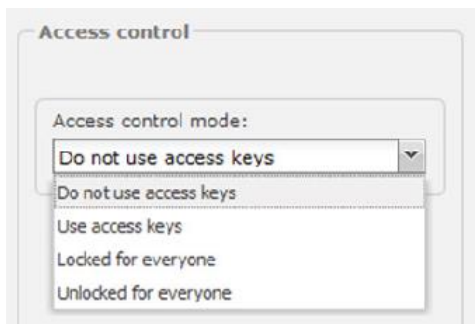 Access control
Access control mode:
Do not use access keys
Do not use access keys
Use access keys
Locked for everyone
Unlocked for everyone